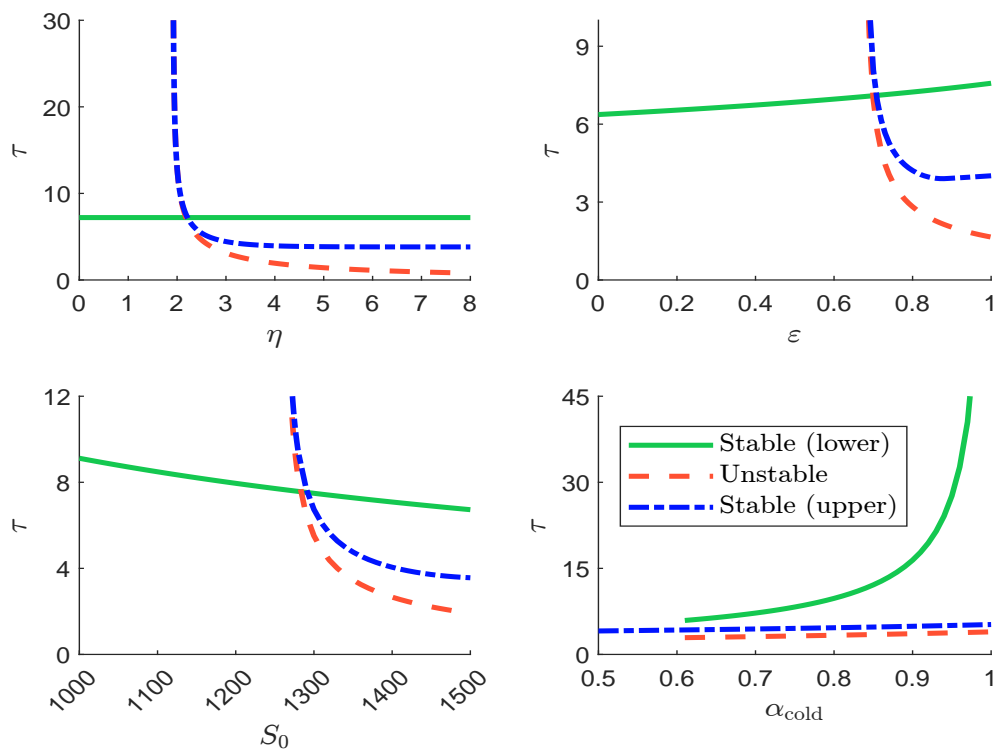 30
20
10
0
τ
0 1 2 3 4 5 6 7 8
η
9
6
3
0
τ
0 0.2 0.4 0.6 0.8 1
ε
12
8
4
0
τ
1000 1100 1200 1300 1400 1500
S₀
45
30
15
0
τ
Stable (lower)
Unstable
Stable (upper)
0.5 0.6 0.7 0.8 0.9 1
α_cold